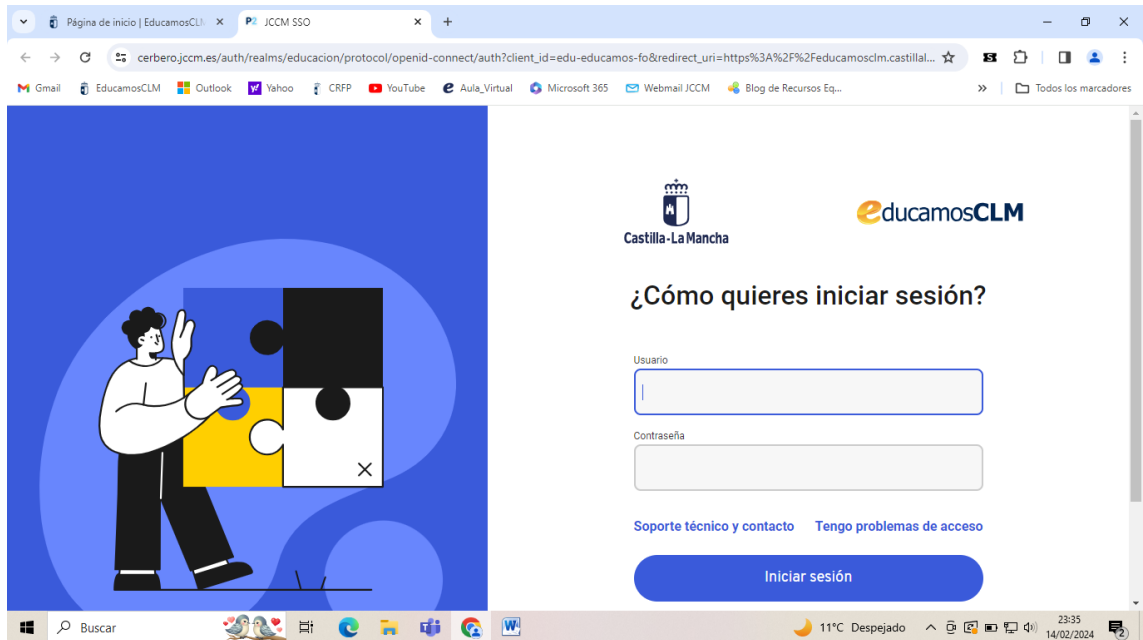 Página de inicio | EducamosCL
P2 JCCM SSO
cerbero.jccm.es/auth/realms/educacion/protocol/openid-connect/auth?client_id=edu-educamos-fo&redirect_uri=https%3A%2F%2Feducamosclm.castillal...
Gmail EducamosCLM Outlook Yahoo CRFP YouTube Aula_Virtual Microsoft 365 Webmail JCCM Blog de Recursos Eq... » Todos los marcadores
Castilla-La Mancha
educamosCLM
¿Cómo quieres iniciar sesión?
Usuario
Contraseña
Soporte técnico y contacto Tengo problemas de acceso
Iniciar sesión
Buscar
11°C Despejado
23:35
14/02/2024
2